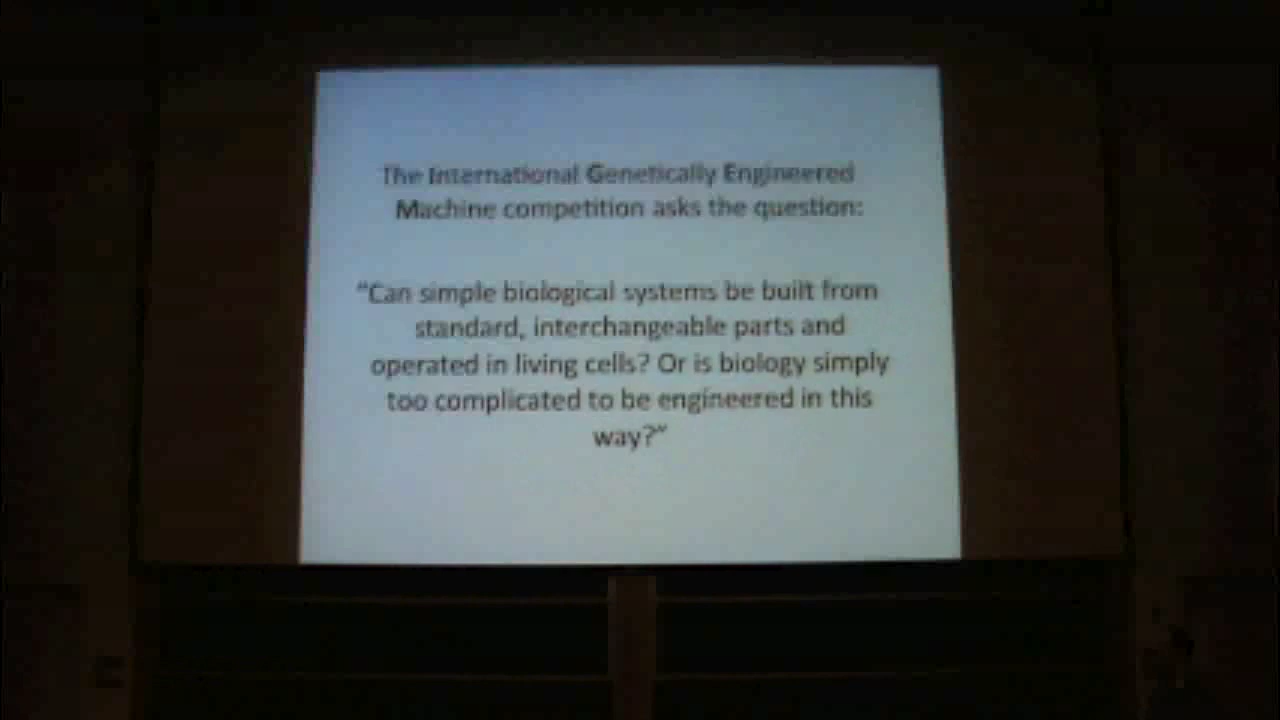 The International Genetically Engineered
Machine competition asks the question:
“Can simple biological systems be built from
standard, interchangeable parts and
operated in living cells? Or is biology simply
too complicated to be engineered in this
way?”